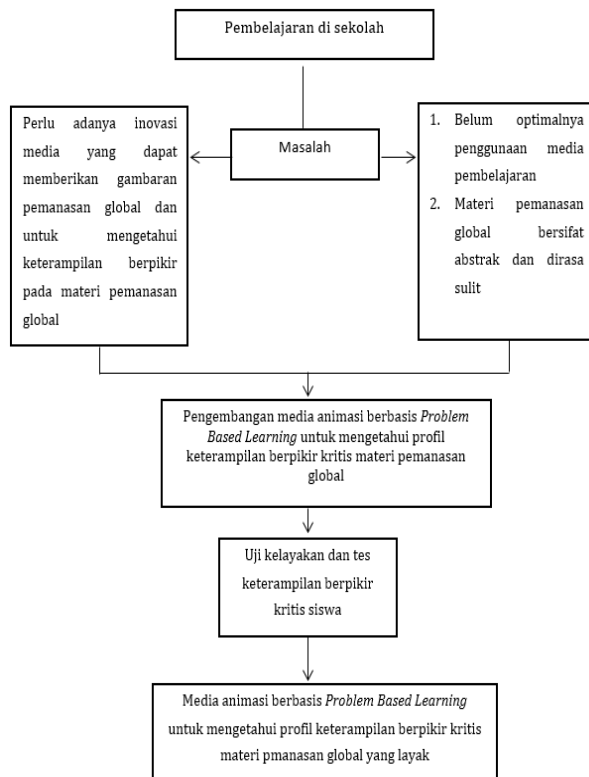 Pembelajaran di sekolah
Perlu adanya inovasi
media yang dapat
memberikan gambaran
pemanasan global dan
untuk mengetahui
keterampilan berpikir
pada materi pemanasan
global
Masalah
1. Belum optimalnya
penggunaan media
pembelajaran
2. Materi pemanasan
global bersifat
abstrak dan dirasa
sulit
Pengembangan media animasi berbasis Problem
Based Learning untuk mengetahui profil
keterampilan berpikir kritis materi pemanasan
global
Uji kelayakan dan tes
keterampilan berpikir
kritis siswa
Media animasi berbasis Problem Based Learning
untuk mengetahui profil keterampilan berpikir kritis
materi pmanasan global yang layak